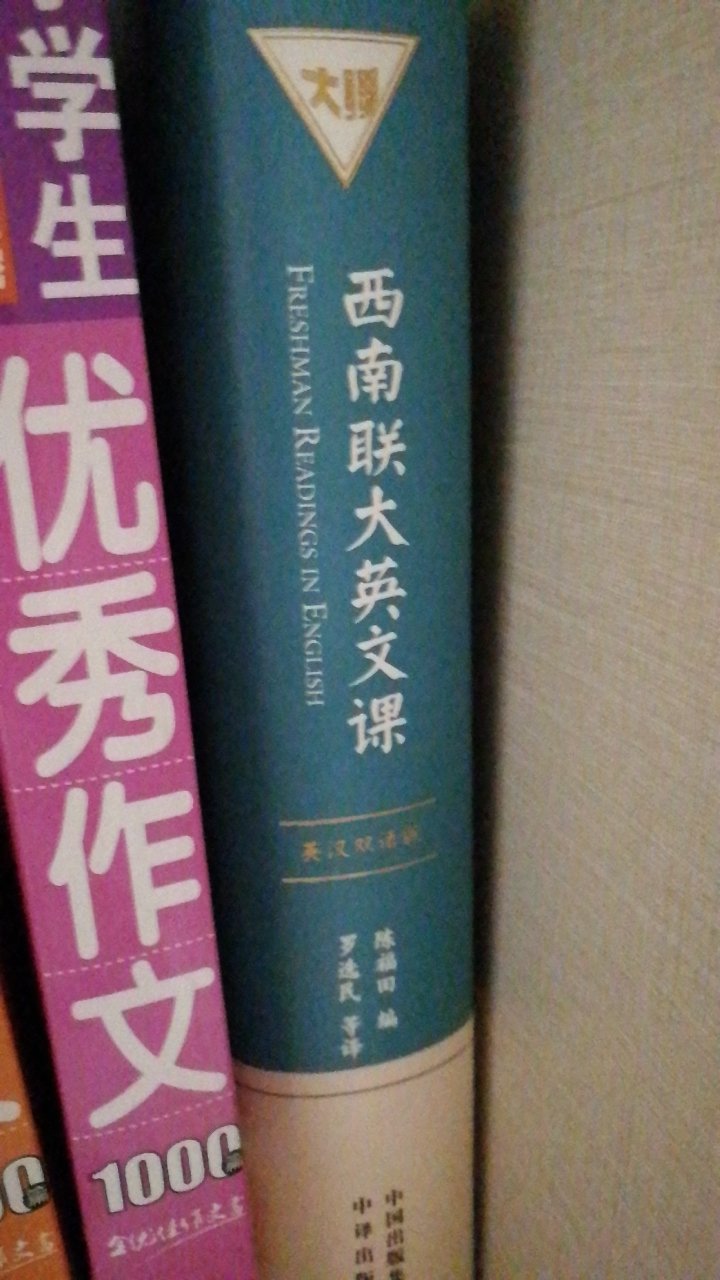 学生
优秀作文
1000
西南联大英文课
FRESHMAN READINGS IN ENGLISH
英汉双语版
陈福田 编
罗选民 等译
中国出版
中译出版